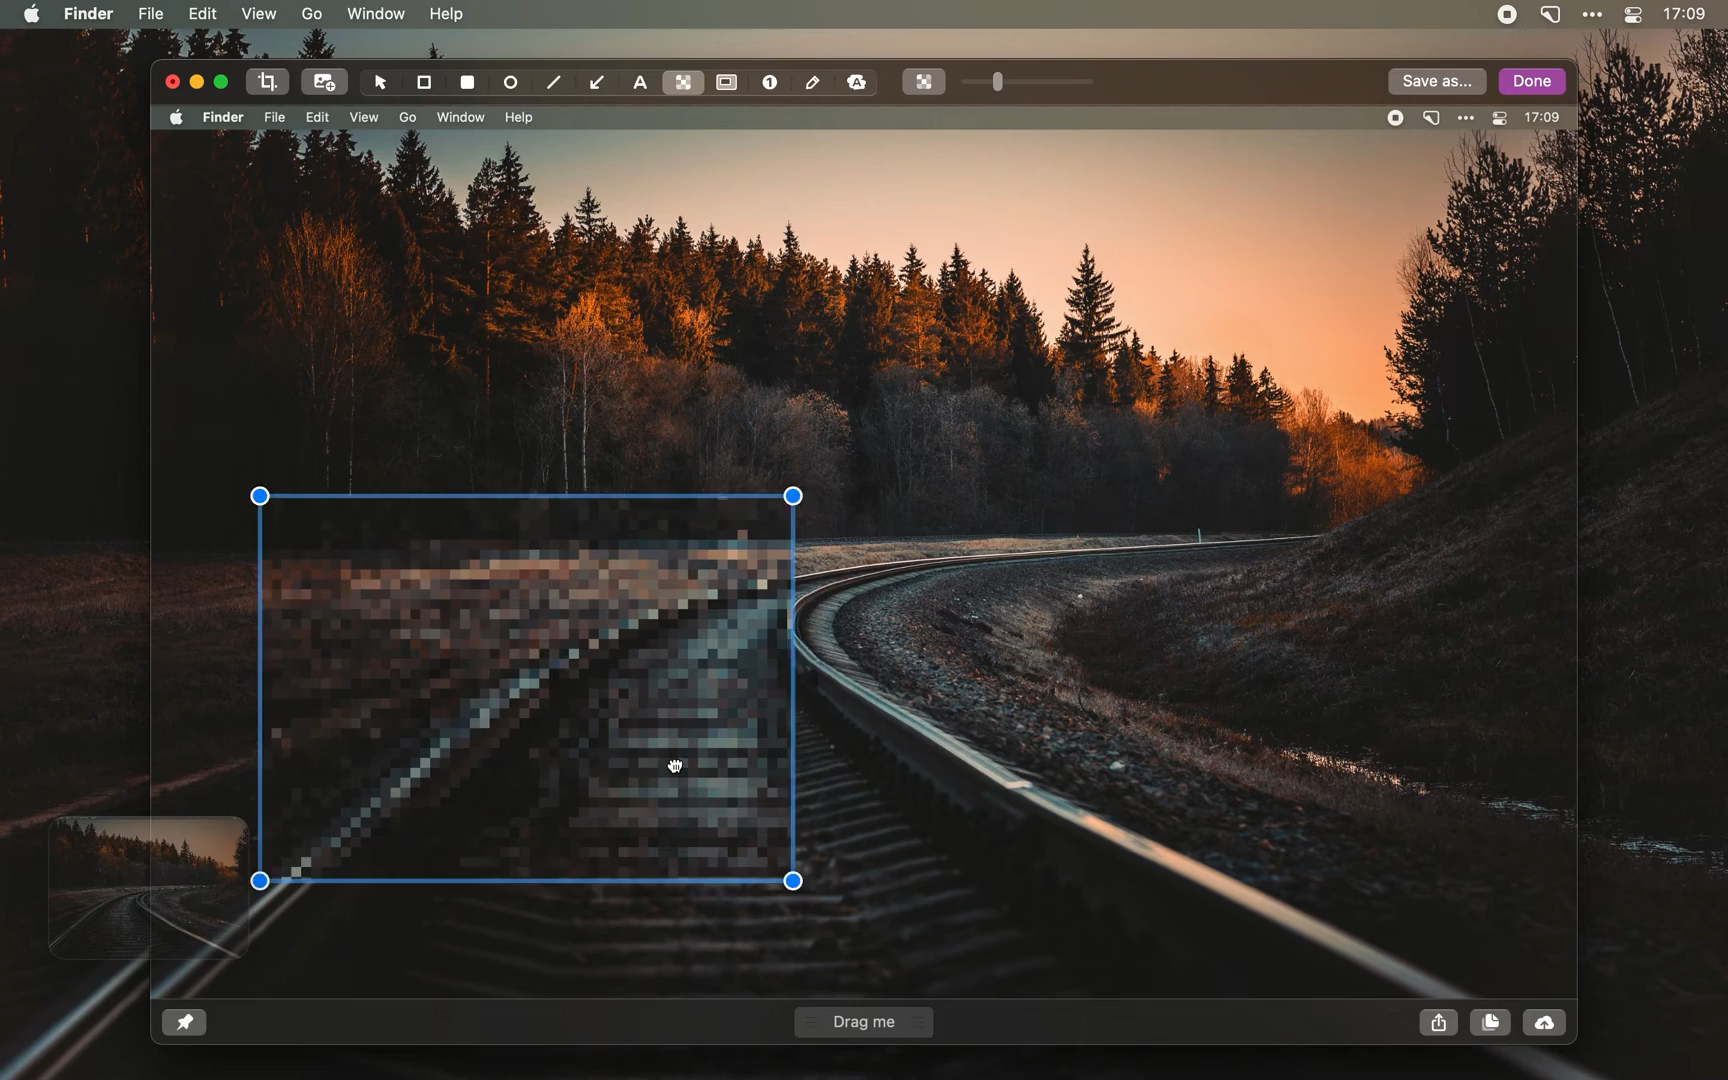 Finder File Edit View Go Window Help 17:09
A 1 A Save as... Done
Finder File Edit View Go Window Help 17:09
Drag me